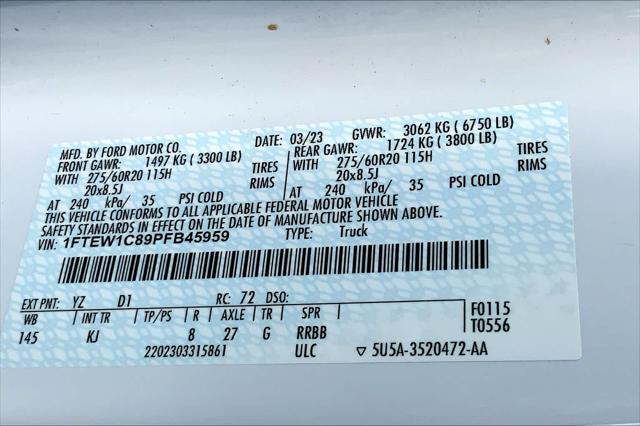 MFD. BY FORD MOTOR CO. DATE: 03/23 GVWR: 3062 KG ( 6750 LB)
FRONT GAWR: 1497 KG ( 3300 LB) REAR GAWR: 1724 KG ( 3800 LB)
WITH 275/60R20 115H TIRES WITH 275/60R20 115H TIRES
20x8.5J RIMS 20x8.5J RIMS
AT 240 kPa/ 35 PSI COLD AT 240 kPa/ 35 PSI COLD
THIS VEHICLE CONFORMS TO ALL APPLICABLE FEDERAL MOTOR VEHICLE
SAFETY STANDARDS IN EFFECT ON THE DATE OF MANUFACTURE SHOWN ABOVE.
VIN: 1FTEW1C89PFB45959 TYPE: Truck
EXT PNT: YZ D1 RC: 72 DSO:
WB INT TR TP/PS R AXLE TR SPR F0115
145 KJ 8 27 G RRBB T0556
2202303315861 ULC ▽ 5U5A-3520472-AA